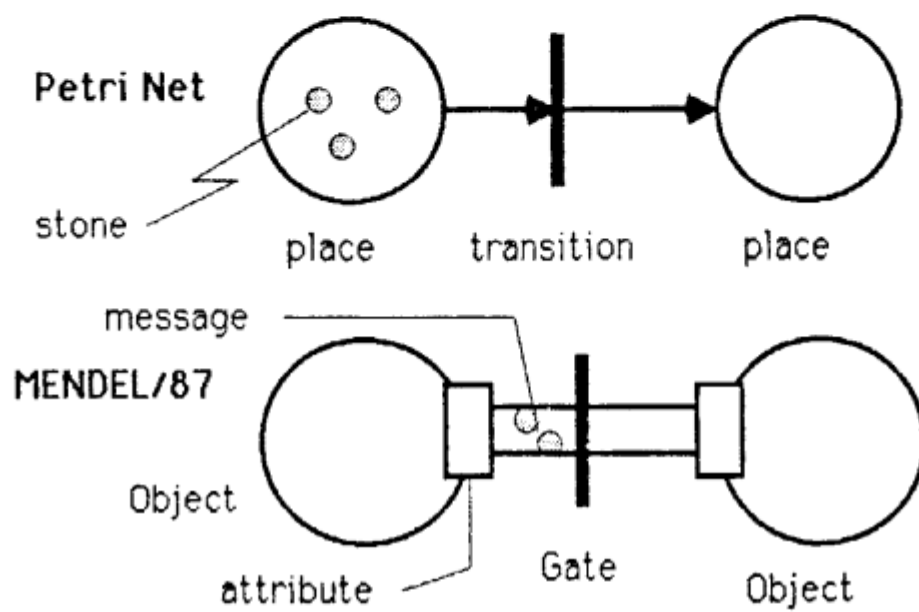 Petri Net
stone
place
transition
place
message
MENDEL/87
Object
attribute
Gate
Object